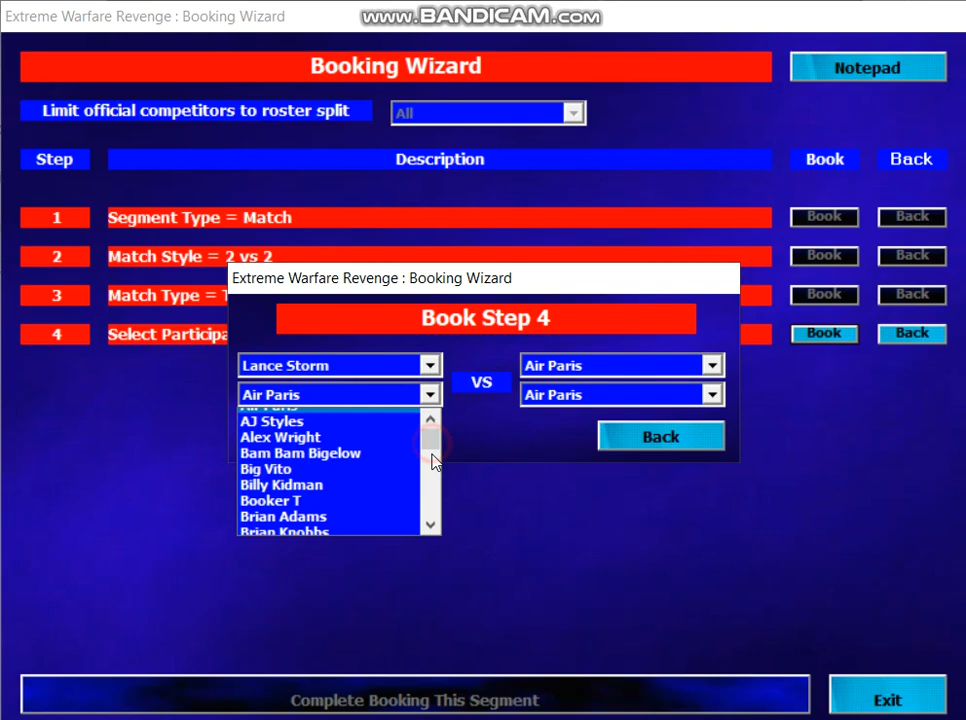 Extreme Warfare Revenge : Booking Wizard
www.BANDICAM.com
Booking Wizard
Notepad
Limit official competitors to roster split
All
Step
Description
Book
Back
1
Segment Type = Match
Book
Back
2
Match Style = 2 vs 2
Book
Back
3
Match Type = T
Book
Back
4
Select Participa
Book
Back
Extreme Warfare Revenge : Booking Wizard
Book Step 4
Lance Storm
Air Paris
VS
Air Paris
Air Paris
Air Paris
AJ Styles
Alex Wright
Bam Bam Bigelow
Big Vito
Billy Kidman
Booker T
Brian Adams
Brian Knobbs
Back
Complete Booking This Segment
Exit